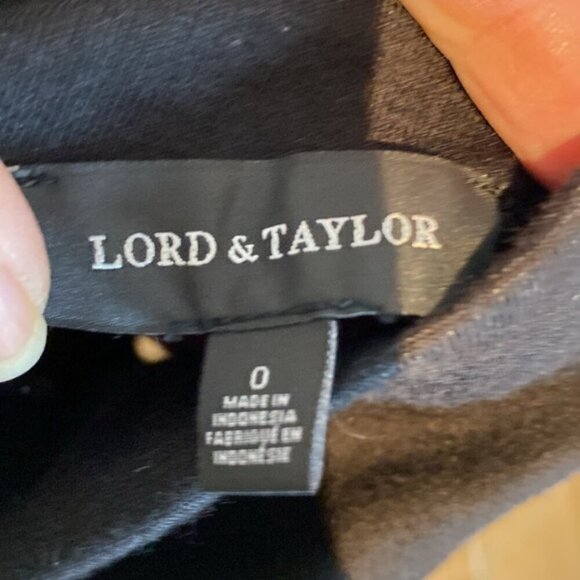 LORD & TAYLOR
0
MADE IN
INDONESIA
FABRIQUÉ EN
INDONÉSIE